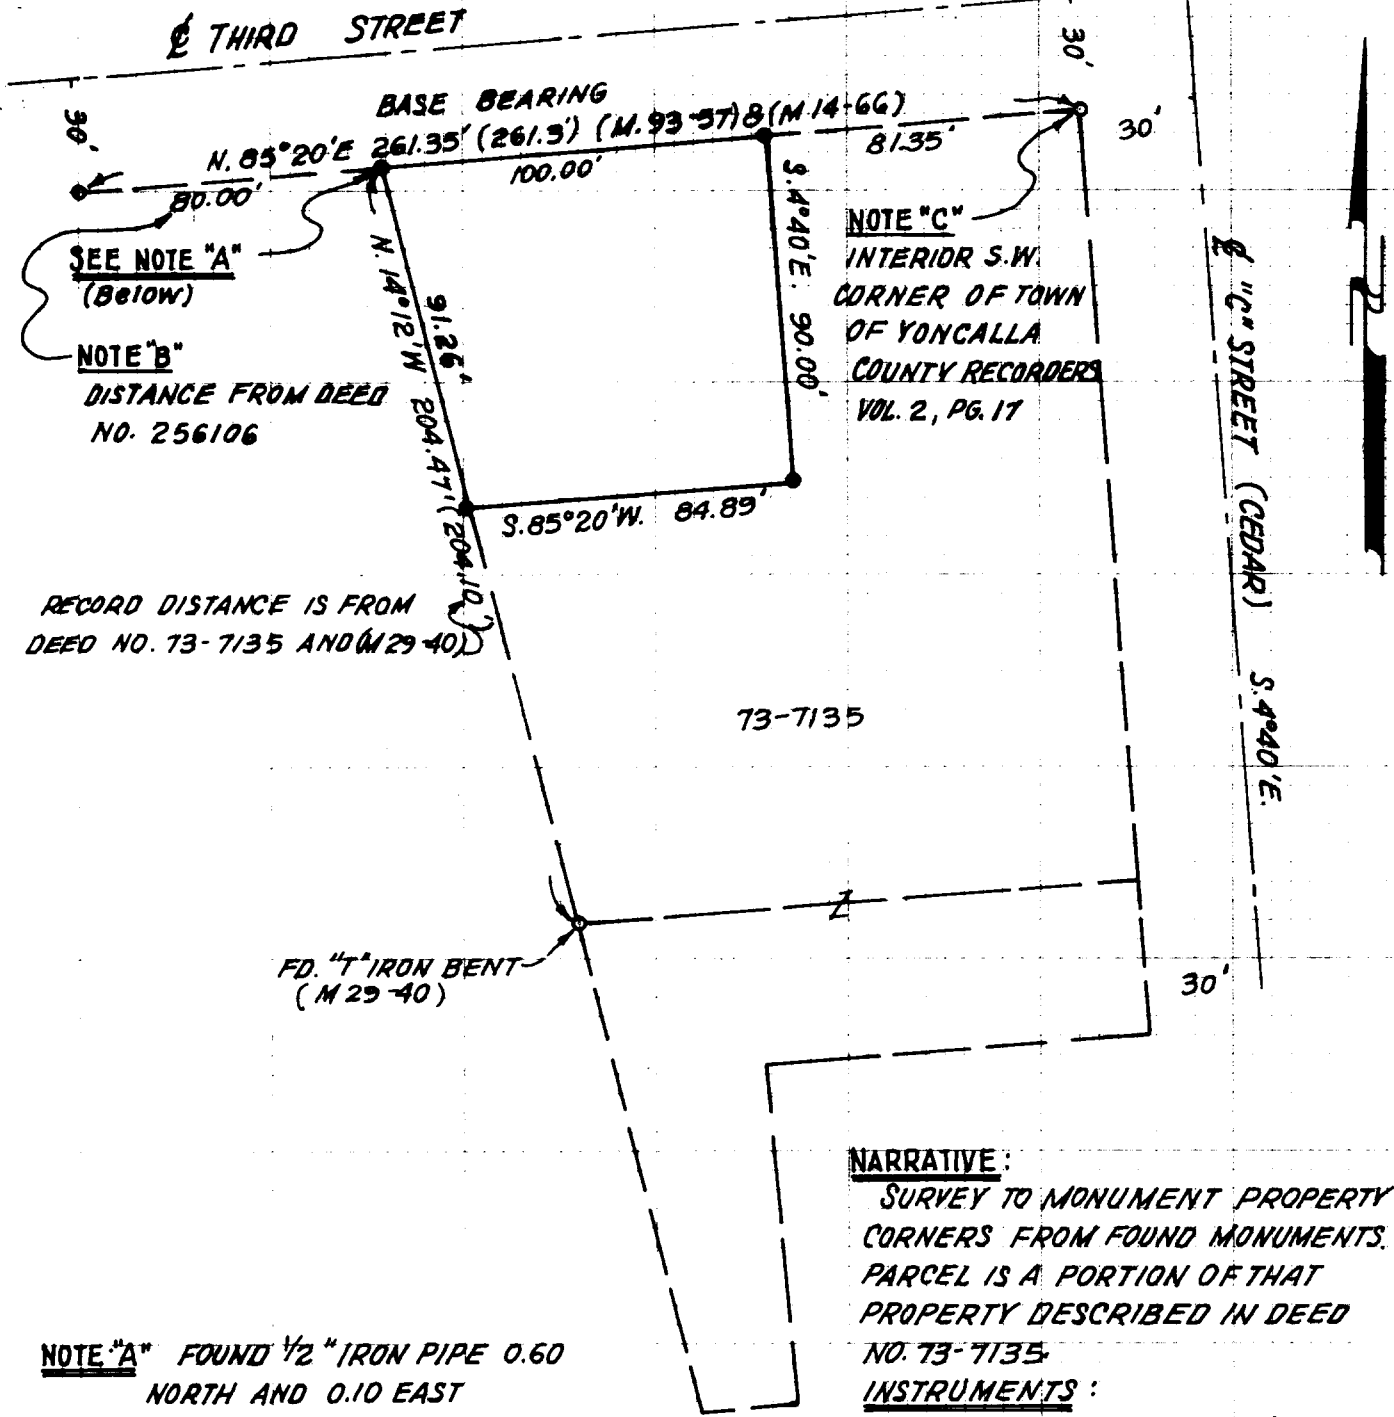 ℄ THIRD STREET
30'
30'
BASE BEARING
N. 85°20'E 261.35' (261.3') (M. 93-57) & (M 14-66)
80.00'
100.00'
81.35'
30'
SEE NOTE "A"
(Below)
NOTE "B"
DISTANCE FROM DEED
NO. 256106
N. 14°12'W 204.47' (204.10')
91.26'
S. 4°40'E. 90.00'
S. 85°20'W. 84.89'
NOTE "C"
INTERIOR S.W.
CORNER OF TOWN
OF YONCALLA
COUNTY RECORDERS
VOL. 2, PG. 17
℄ "C" STREET (CEDAR) S. 4°40'E.
RECORD DISTANCE IS FROM
DEED NO. 73-7135 AND (M 29-40)
73-7135
FD. "T" IRON BENT
(M 29-40)
30'
NARRATIVE:
SURVEY TO MONUMENT PROPERTY
CORNERS FROM FOUND MONUMENTS.
PARCEL IS A PORTION OF THAT
PROPERTY DESCRIBED IN DEED
NO. 73-7135.
INSTRUMENTS:
NOTE "A" FOUND 1/2" IRON PIPE 0.60
NORTH AND 0.10 EAST